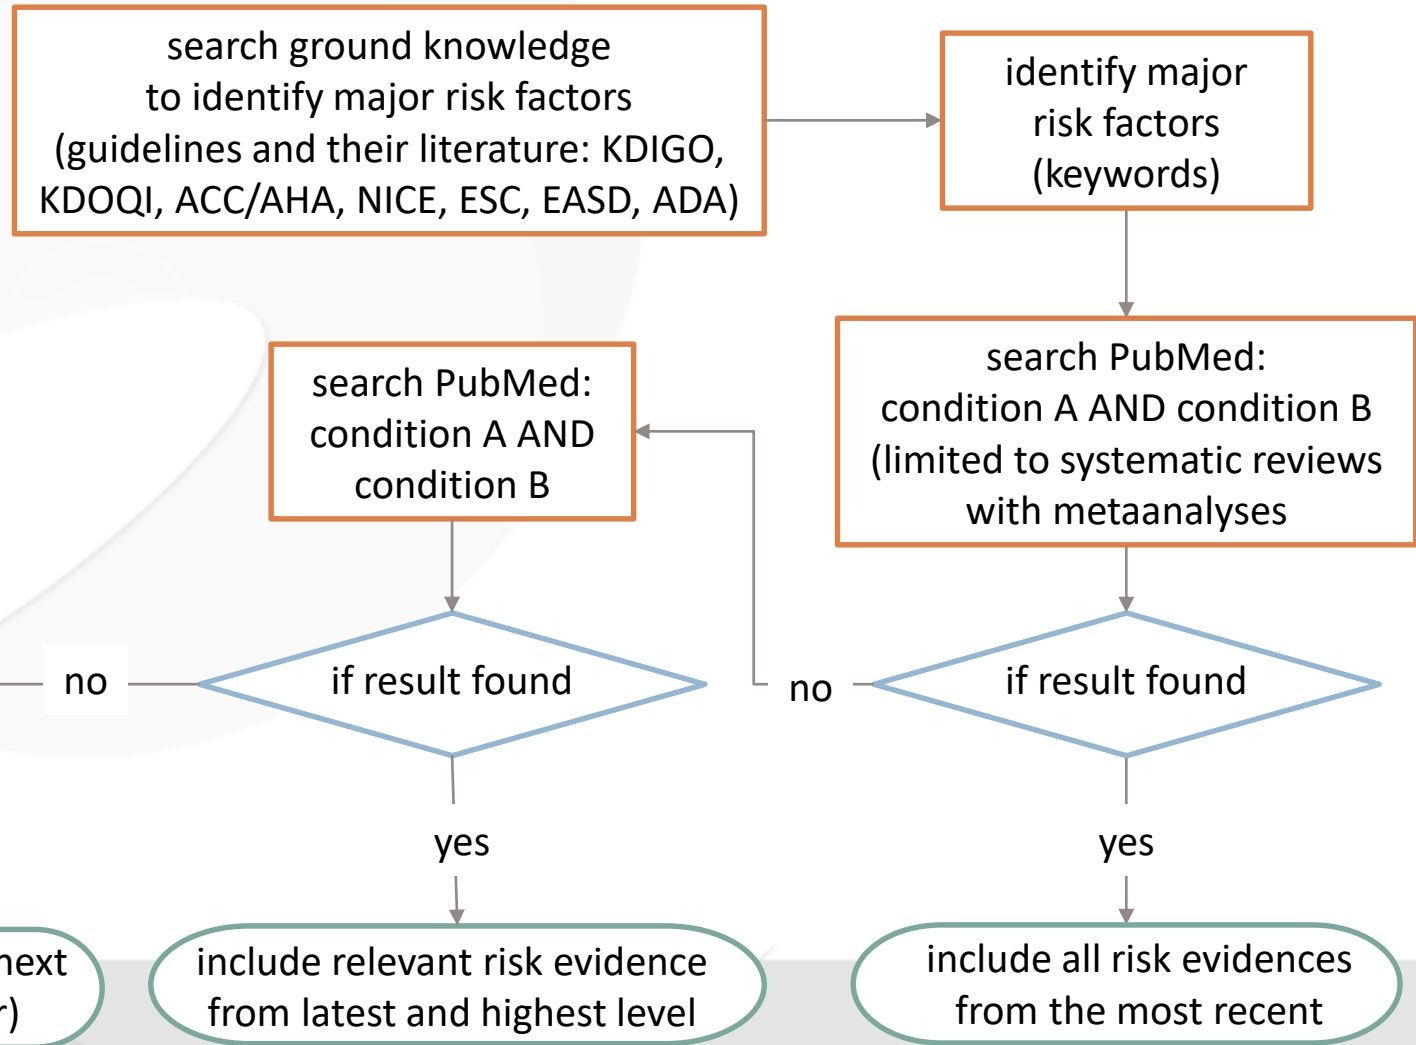 search ground knowledge
to identify major risk factors
(guidelines and their literature: KDIGO,
KDOQI, ACC/AHA, NICE, ESC, EASD, ADA)
identify major
risk factors
(keywords)
search PubMed:
condition A AND condition B
(limited to systematic reviews
with metaanalyses
search PubMed:
condition A AND
condition B
if result found
no
if result found
no
yes
yes
next
r)
include relevant risk evidence
from latest and highest level
include all risk evidences
from the most recent